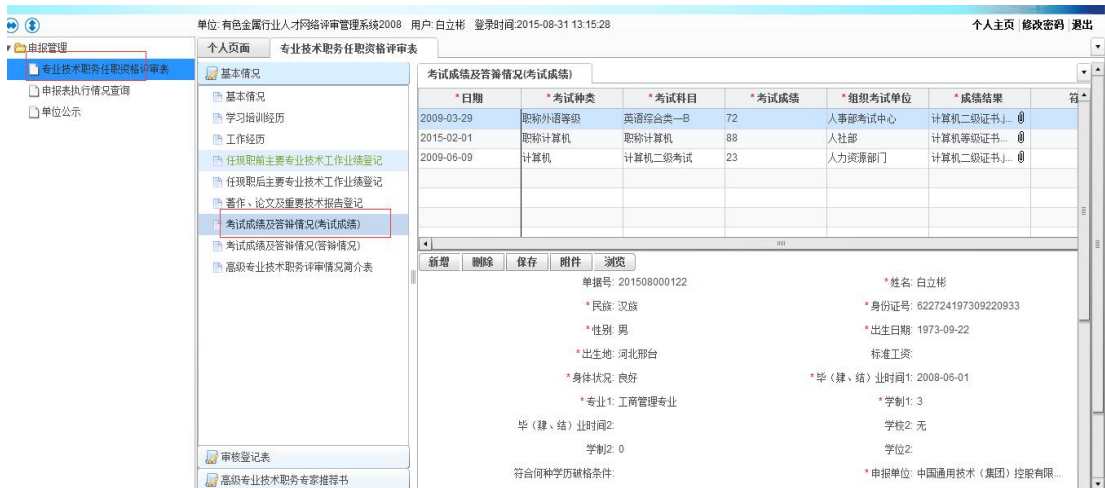 单位: 有色金属行业人才网络评审管理系统2008 用户: 白立彬 登录时间:2015-08-31 13:15:28 个人主页 修改密码 退出
申报管理
专业技术职务任职资格评审表
申报表执行情况查询
单位公示
个人页面 专业技术职务任职资格评审表
基本情况
基本情况
学习培训经历
工作经历
任现职前主要专业技术工作业绩登记
任现职后主要专业技术工作业绩登记
著作、论文及重要技术报告登记
考试成绩及答辩情况(考试成绩)
考试成绩及答辩情况(答辩情况)
高级专业技术职务评审情况简介表
审核登记表
高级专业技术职务专家推荐书
考试成绩及答辩情况(考试成绩)
*日期 *考试种类 *考试科目 *考试成绩 *组织考试单位 *成绩结果 符
2009-03-29 职称外语等级 英语综合类—B 72 人事部考试中心 计算机二级证书.j...
2015-02-01 职称计算机 职称计算机 88 人社部 计算机等级证书...
2009-06-09 计算机 计算机二级考试 23 人力资源部门 计算机二级证书.j...
新增 删除 保存 附件 浏览
单据号: 201508000122 *姓名: 白立彬
*民族: 汉族 *身份证号: 622724197309220933
*性别: 男 *出生日期: 1973-09-22
*出生地: 河北邢台 标准工资:
*身体状况: 良好 *毕（肄、结）业时间1: 2008-06-01
*专业1: 工商管理专业 *学制1: 3
毕（肄、结）业时间2: 学校2: 无
学制2: 0 学位2:
符合何种学历破格条件: *申报单位: 中国通用技术（集团）控股有限...